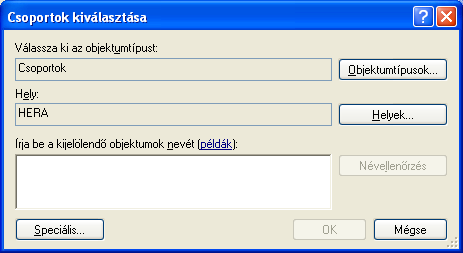 Csoportok kiválasztása
Válassza ki az objektumtípust:
Csoportok
Objektumtípusok...
Hely:
HERA
Helyek...
Írja be a kijelölendő objektumok nevét (példák):
Névellenőrzés
Speciális...
OK
Mégse